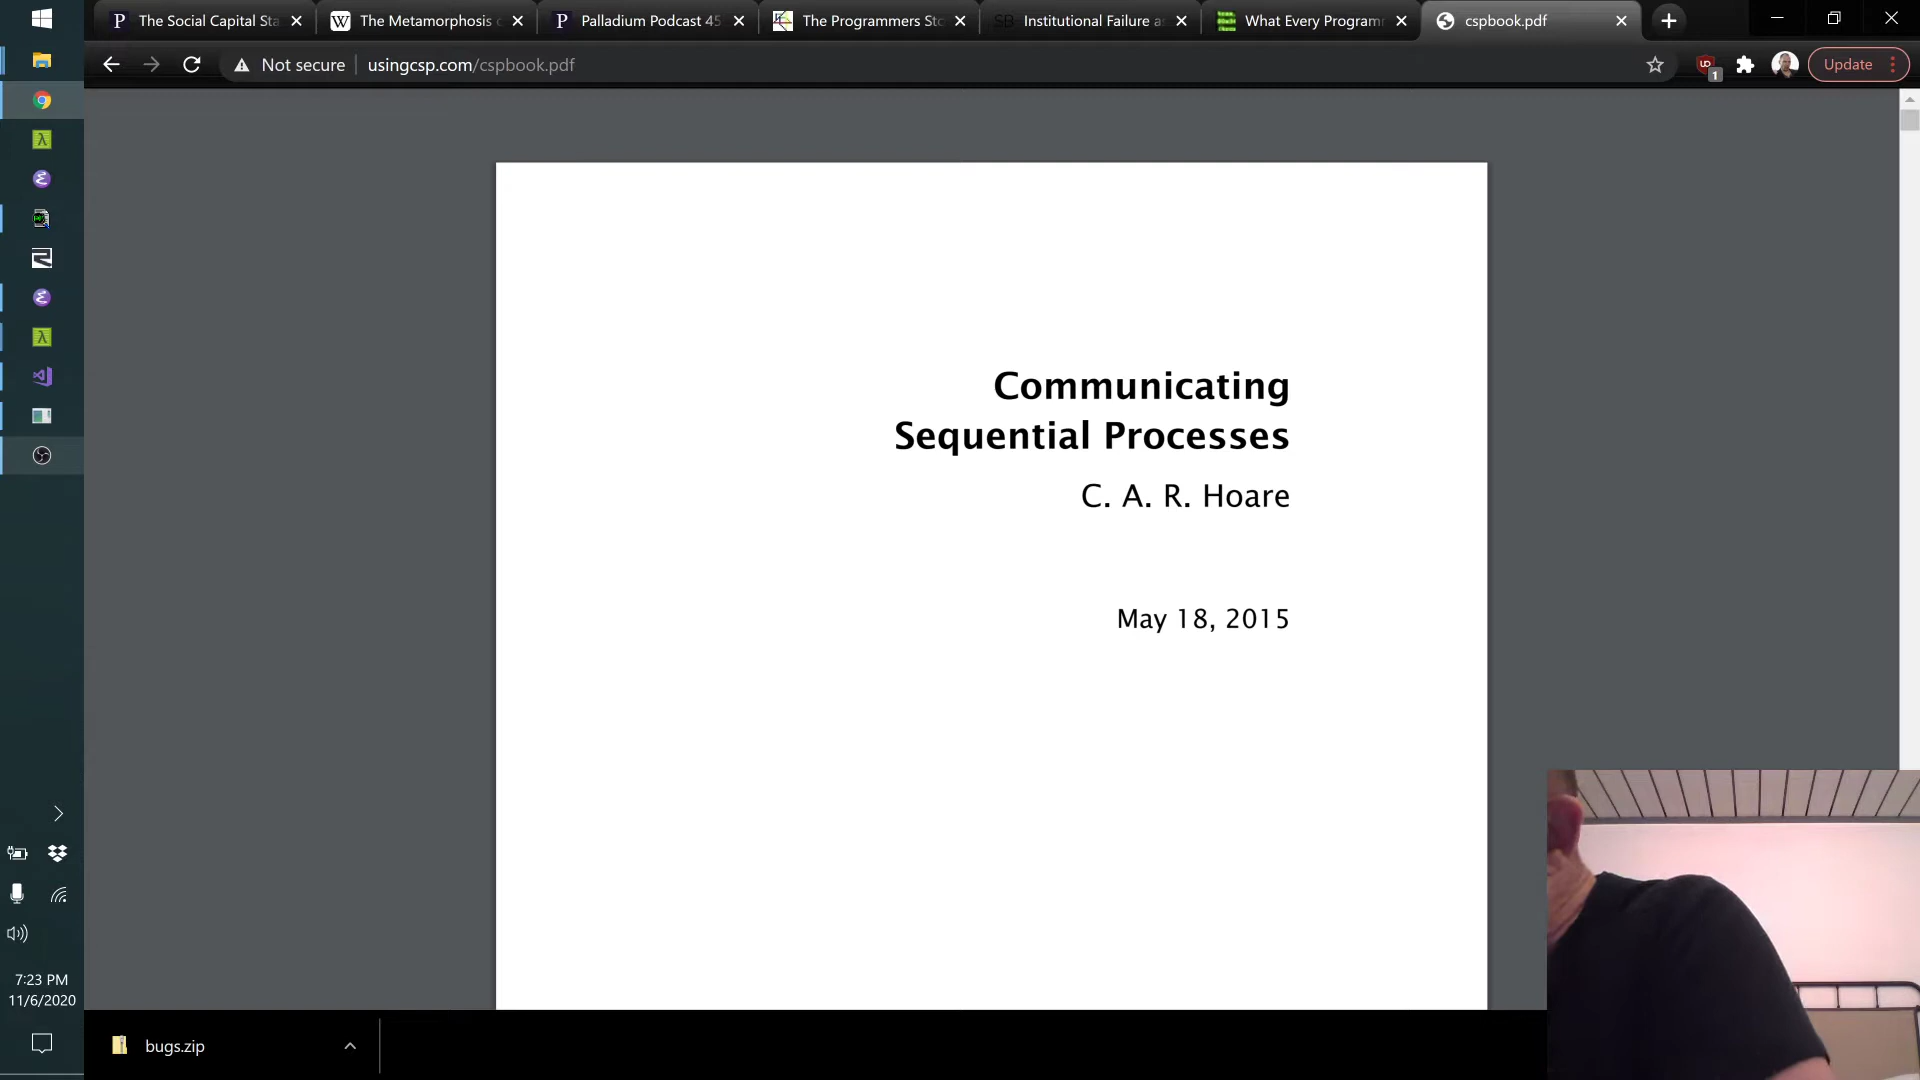 The Social Capital Sta
The Metamorphosis
Palladium Podcast 45
The Programmers Sto
Institutional Failure a
What Every Programm
cspbook.pdf
Not secure
usingcsp.com/cspbook.pdf
1
Update
Communicating
Sequential Processes
C. A. R. Hoare
May 18, 2015
7:23 PM
11/6/2020
bugs.zip